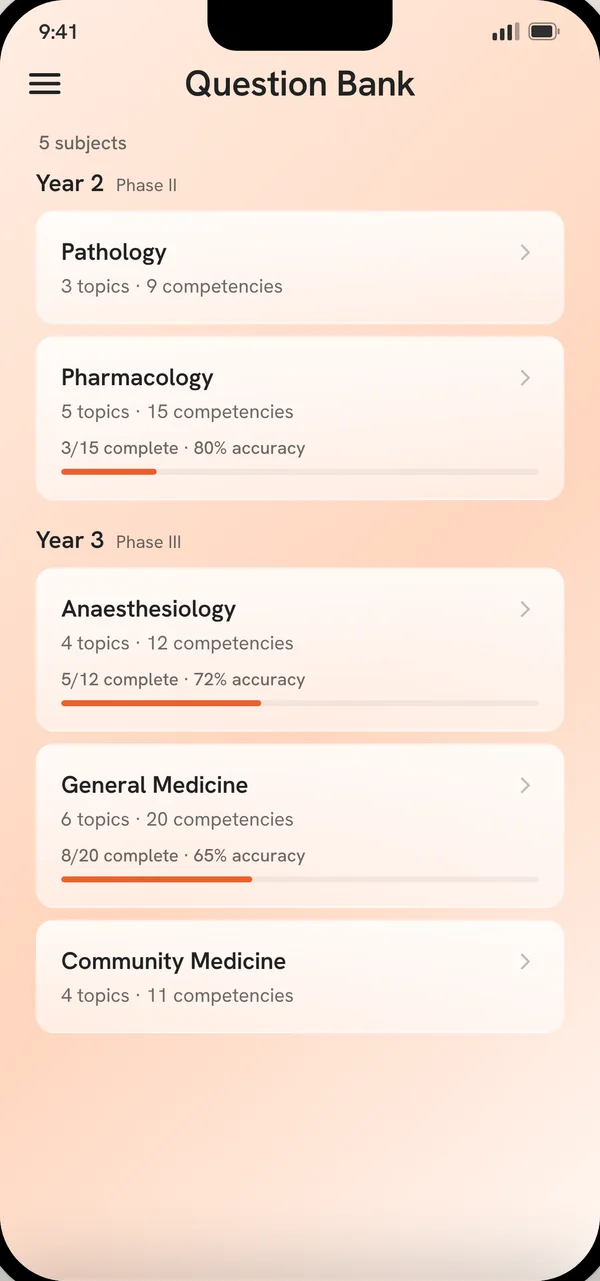 9:41
Question Bank
5 subjects
Year 2 Phase II
Pathology
3 topics · 9 competencies
Pharmacology
5 topics · 15 competencies
3/15 complete · 80% accuracy
Year 3 Phase III
Anaesthesiology
4 topics · 12 competencies
5/12 complete · 72% accuracy
General Medicine
6 topics · 20 competencies
8/20 complete · 65% accuracy
Community Medicine
4 topics · 11 competencies